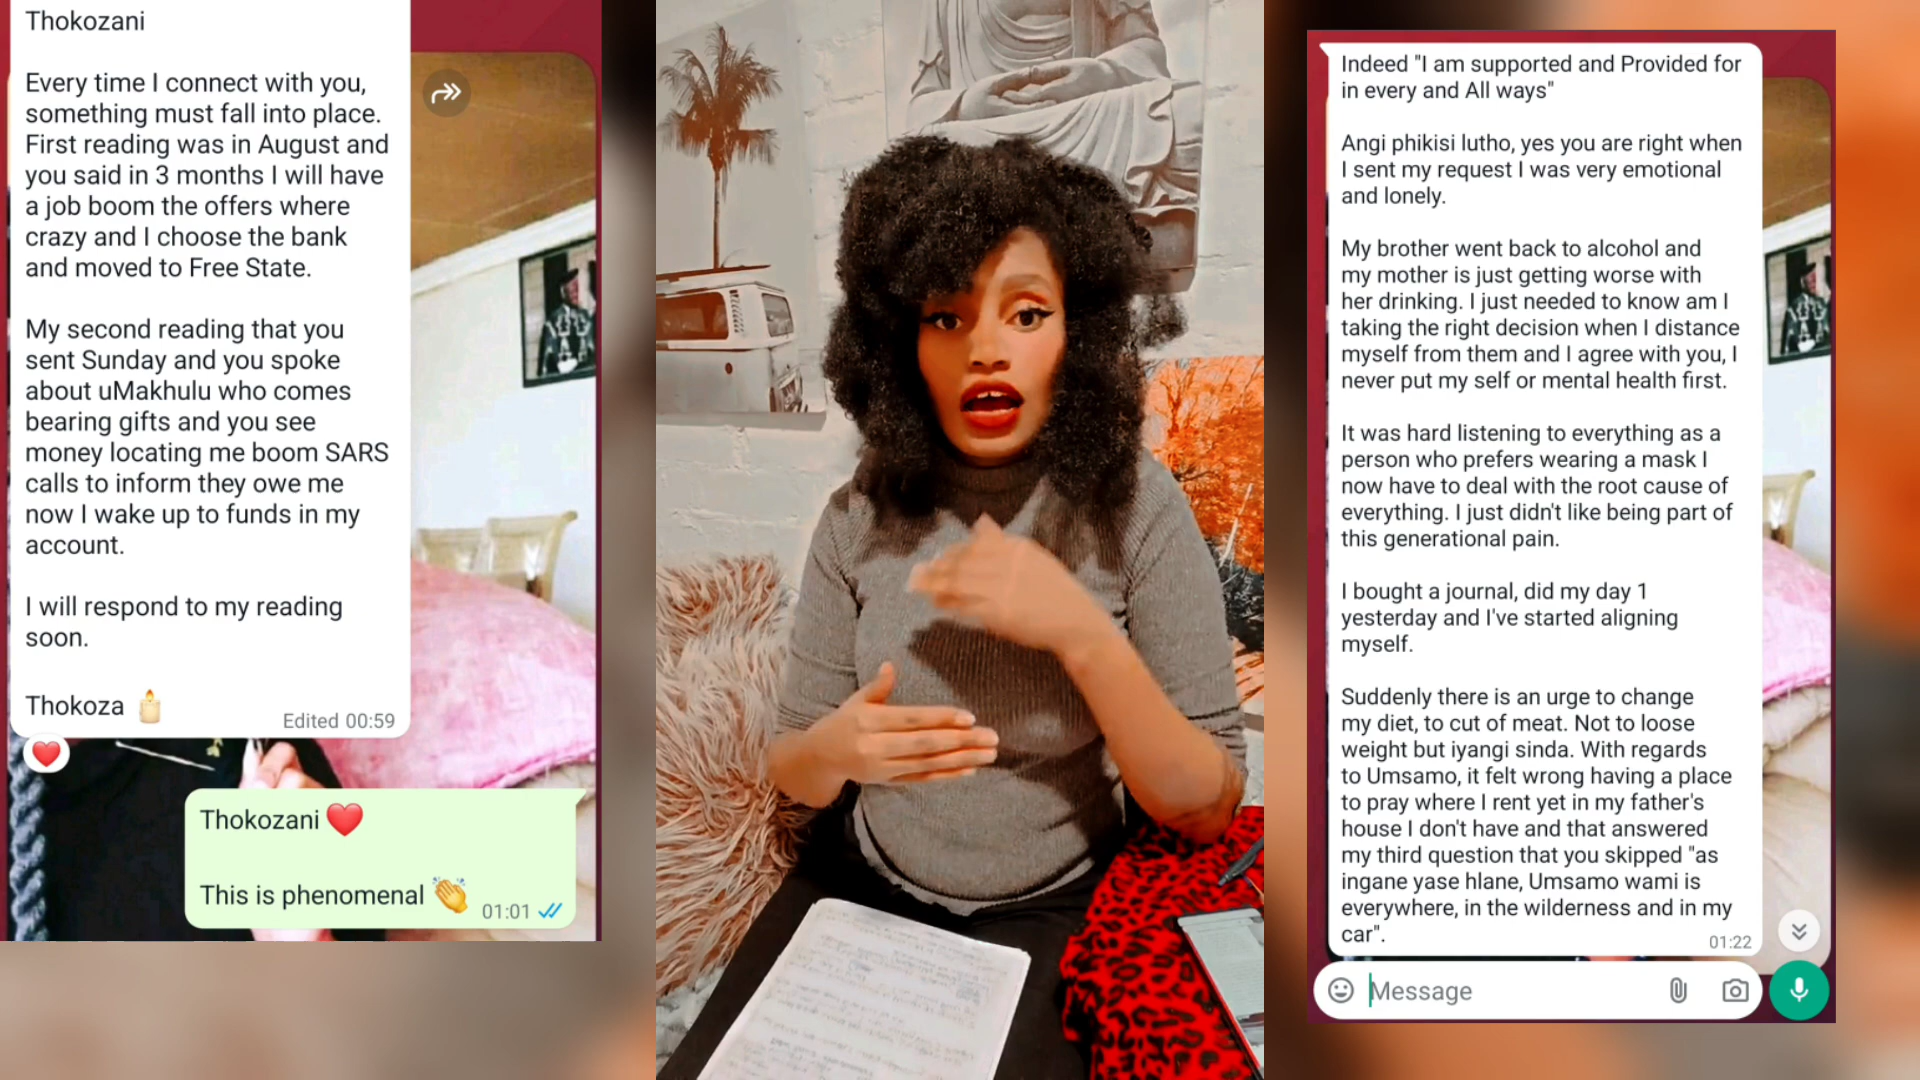 Thokozani
Every time I connect with you,
something must fall into place.
First reading was in August and
you said in 3 months I will have
a job boom the offers where
crazy and I choose the bank
and moved to Free State.
My second reading that you
sent Sunday and you spoke
about uMakhulu who comes
bearing gifts and you see
money locating me boom SARS
calls to inform they owe me
now I wake up to funds in my
account.
I will respond to my reading
soon.
Thokoza 🕯️
Edited 00:59
Thokozani ❤️
This is phenomenal 👏
01:01
Indeed "I am supported and Provided for
in every and All ways"
Angi phikisi lutho, yes you are right when
I sent my request I was very emotional
and lonely.
My brother went back to alcohol and
my mother is just getting worse with
her drinking. I just needed to know am I
taking the right decision when I distance
myself from them and I agree with you, I
never put my self or mental health first.
It was hard listening to everything as a
person who prefers wearing a mask I
now have to deal with the root cause of
everything. I just didn't like being part of
this generational pain.
I bought a journal, did my day 1
yesterday and I've started aligning
myself.
Suddenly there is an urge to change
my diet, to cut of meat. Not to loose
weight but iyangi sinda. With regards
to Umsamo, it felt wrong having a place
to pray where I rent yet in my father's
house I don't have and that answered
my third question that you skipped "as
ingane yase hlane, Umsamo wami is
everywhere, in the wilderness and in my
car".
01:22
Message